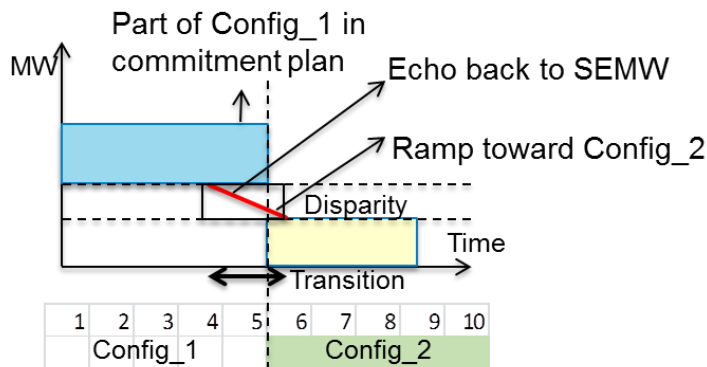 Part of Config_1 in
commitment plan
MW
Echo back to SEMW
Ramp toward Config_2
Disparity
Time
Transition
1 2 3 4 5 6 7 8 9 10
Config_1 Config_2